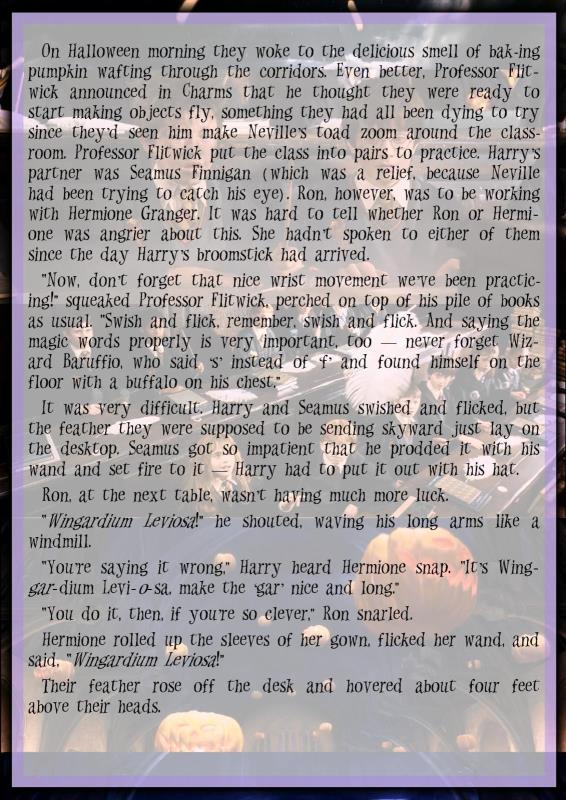 On Halloween morning they woke to the delicious smell of bak-ing
pumpkin wafting through the corridors. Even better, Professor Flit-
wick announced in Charms that he thought they were ready to
start making objects fly, something they had all been dying to try
since they'd seen him make Neville's toad zoom around the class-
room. Professor Flitwick put the class into pairs to practice. Harry's
partner was Seamus Finnigan (which was a relief, because Neville
had been trying to catch his eye). Ron, however, was to be working
with Hermione Granger. It was hard to tell whether Ron or Hermi-
one was angrier about this. She hadn't spoken to either of them
since the day Harry's broomstick had arrived.
"Now, don't forget that nice wrist movement we've been practic-
ing!" squeaked Professor Flitwick, perched on top of his pile of books
as usual. "Swish and flick, remember, swish and flick. And saying the
magic words properly is very important, too — never forget Wiz-
ard Baruffio, who said 's' instead of 'f' and found himself on the
floor with a buffalo on his chest."
It was very difficult. Harry and Seamus swished and flicked, but
the feather they were supposed to be sending skyward just lay on
the desktop. Seamus got so impatient that he prodded it with his
wand and set fire to it — Harry had to put it out with his hat.
Ron, at the next table, wasn't having much more luck.
"Wingardium Leviosa!" he shouted, waving his long arms like a
windmill.
"You're saying it wrong," Harry heard Hermione snap. "It's Wing-
gar-dium Levi-o-sa, make the 'gar' nice and long."
"You do it, then, if you're so clever," Ron snarled.
Hermione rolled up the sleeves of her gown, flicked her wand, and
said, "Wingardium Leviosa!"
Their feather rose off the desk and hovered about four feet
above their heads.